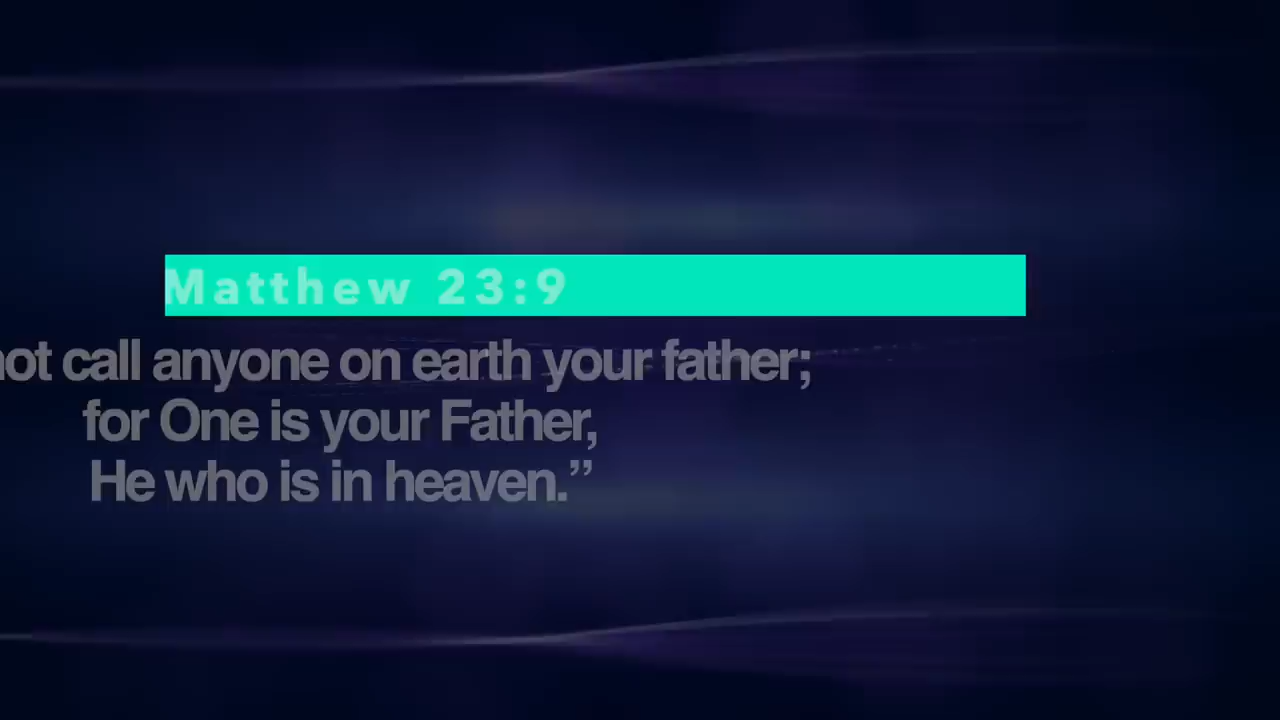 Matthew 23:9
not call anyone on earth your father;
for One is your Father,
He who is in heaven.”